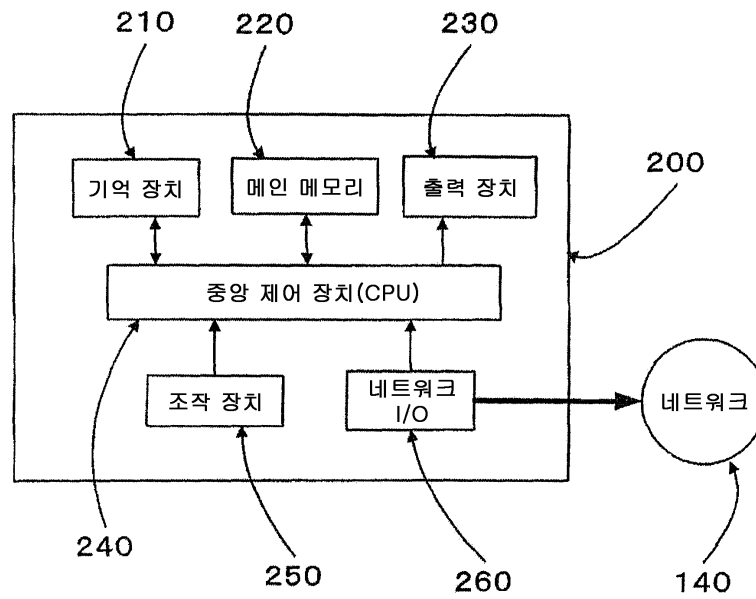 210
220
230
기억 장치
메인 메모리
출력 장치
200
중앙 제어 장치(CPU)
조작 장치
네트워크
I/O
네트워크
240
250
260
140